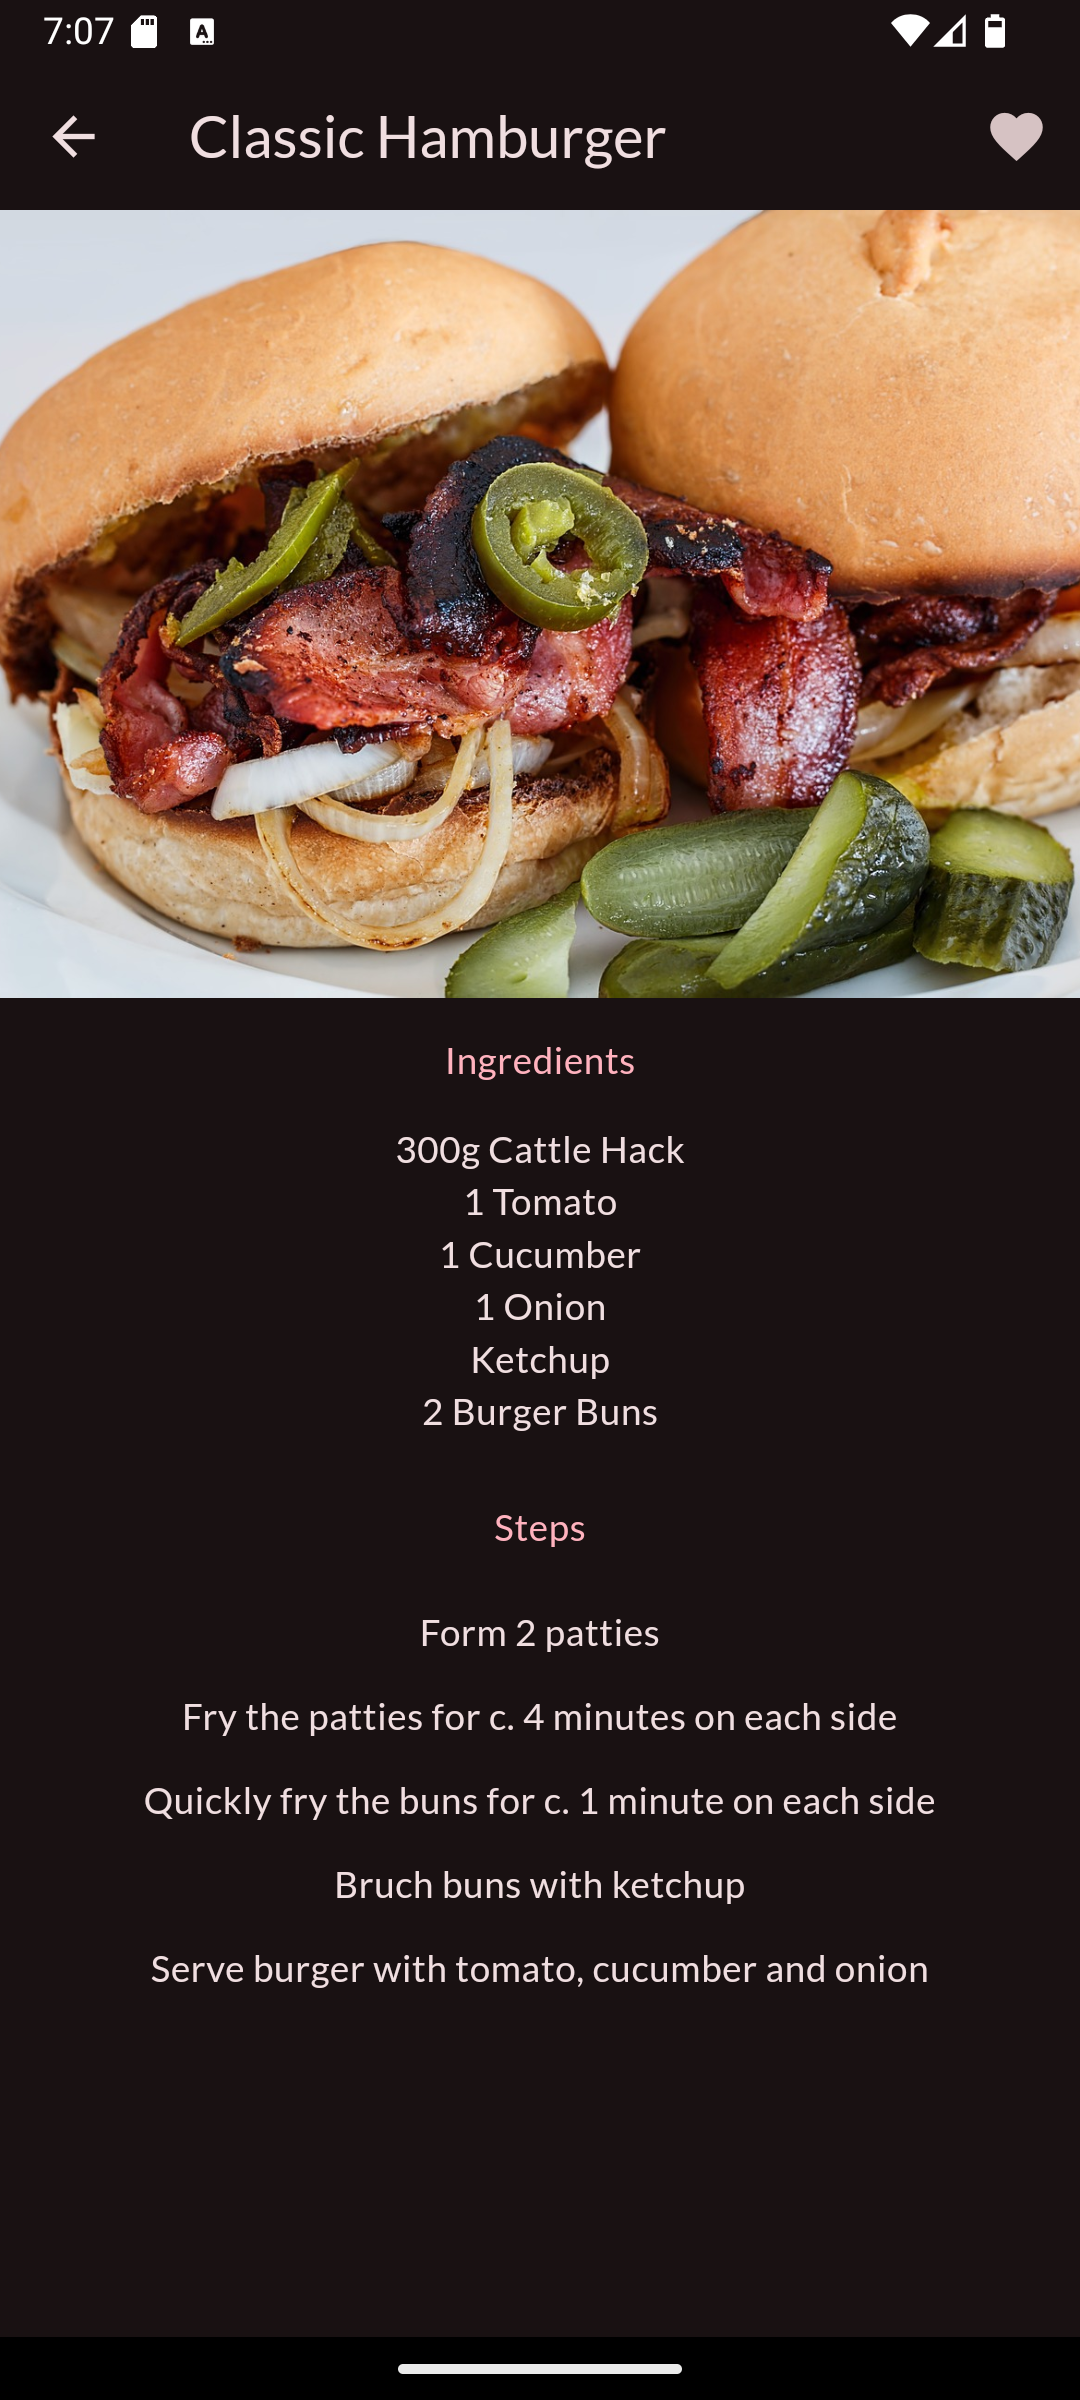 7:07
Classic Hamburger
Ingredients
300g Cattle Hack
1 Tomato
1 Cucumber
1 Onion
Ketchup
2 Burger Buns
Steps
Form 2 patties
Fry the patties for c. 4 minutes on each side
Quickly fry the buns for c. 1 minute on each side
Bruch buns with ketchup
Serve burger with tomato, cucumber and onion